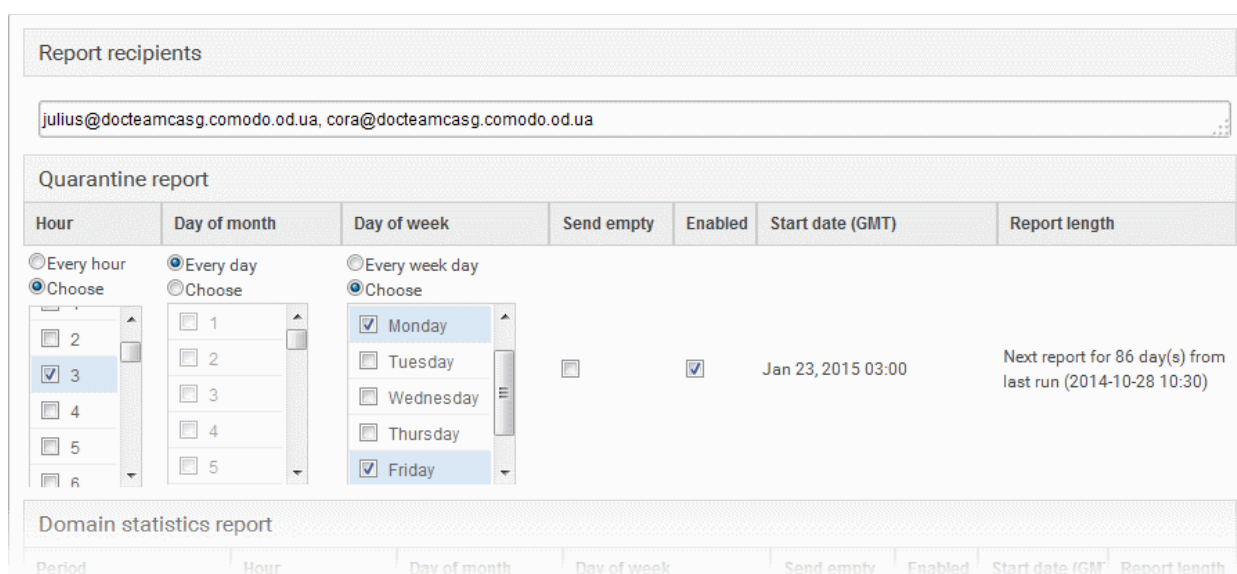 Report recipients
julius@docteamcasg.comodo.od.ua, cora@docteamcasg.comodo.od.ua
Quarantine report
Hour Day of month Day of week Send empty Enabled Start date (GMT) Report length
Every hour Every day Every week day
Choose Choose Choose
2 1 Monday
3 2 Tuesday
4 3 Wednesday
5 4 Thursday
6 5 Friday
Jan 23, 2015 03:00
Next report for 86 day(s) from
last run (2014-10-28 10:30)
Domain statistics report
Period Hour Day of month Day of week Send empty Enabled Start date (GM Report length